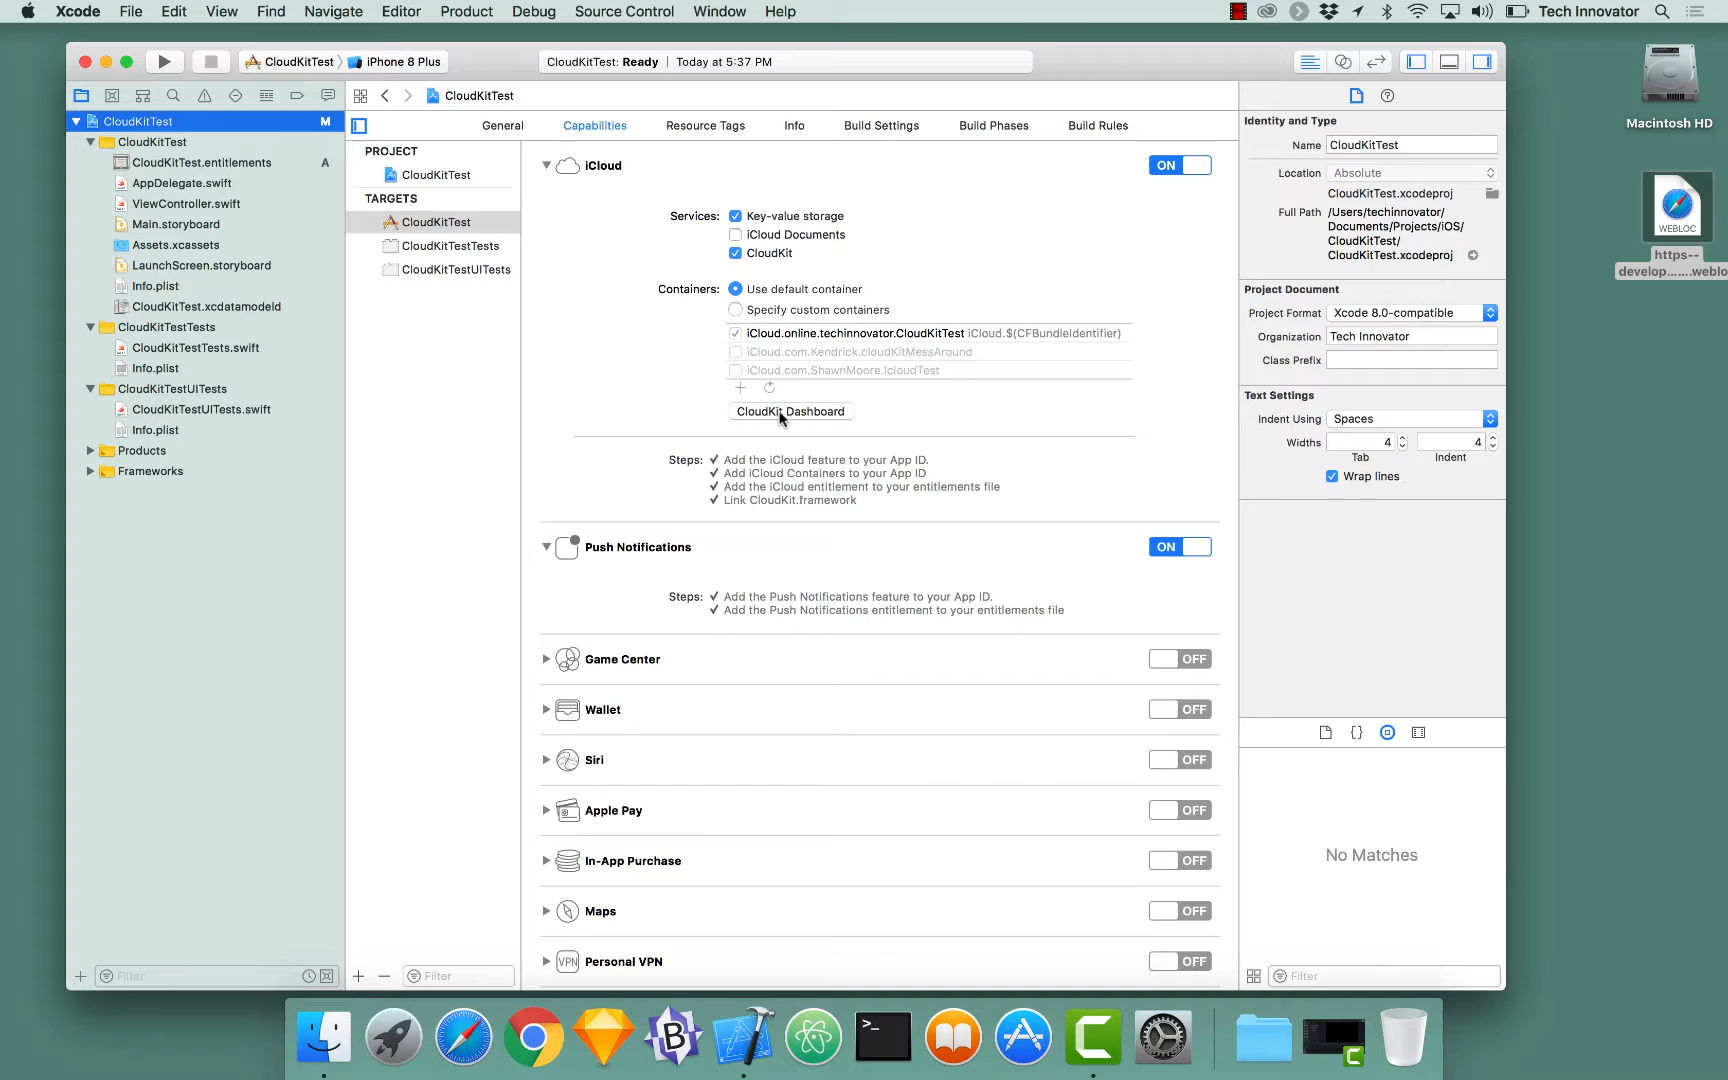 Xcode File Edit View Find Navigate Editor Product Debug Source Control Window Help Tech Innovator
CloudKitTest iPhone 8 Plus CloudKitTest: Ready | Today at 5:37 PM
Macintosh HD
WEBLOC
https--
develop.......weblo
CloudKitTest M
CloudKitTest
CloudKitTest.entitlements A
AppDelegate.swift
ViewController.swift
Main.storyboard
Assets.xcassets
LaunchScreen.storyboard
Info.plist
CloudKitTest.xcdatamodeld
CloudKitTestTests
CloudKitTestTests.swift
Info.plist
CloudKitTestUITests
CloudKitTestUITests.swift
Info.plist
Products
Frameworks
Filter
CloudKitTest
General Capabilities Resource Tags Info Build Settings Build Phases Build Rules
PROJECT
CloudKitTest
TARGETS
CloudKitTest
CloudKitTestTests
CloudKitTestUITests
Filter
iCloud ON
Services: Key-value storage
iCloud Documents
CloudKit
Containers: Use default container
Specify custom containers
iCloud.online.techinnovator.CloudKitTest iCloud.$(CFBundleIdentifier)
iCloud.com.Kendrick.cloudKitMessAround
iCloud.com.ShawnMoore.IcloudTest
CloudKit Dashboard
Steps: ✓ Add the iCloud feature to your App ID.
✓ Add iCloud Containers to your App ID
✓ Add the iCloud entitlement to your entitlements file
✓ Link CloudKit.framework
Push Notifications ON
Steps: ✓ Add the Push Notifications feature to your App ID.
✓ Add the Push Notifications entitlement to your entitlements file
Game Center OFF
Wallet OFF
Siri OFF
Apple Pay OFF
In-App Purchase OFF
Maps OFF
VPN Personal VPN OFF
Identity and Type
Name CloudKitTest
Location Absolute
CloudKitTest.xcodeproj
Full Path /Users/techinnovator/
Documents/Projects/iOS/
CloudKitTest/
CloudKitTest.xcodeproj
Project Document
Project Format Xcode 8.0-compatible
Organization Tech Innovator
Class Prefix
Text Settings
Indent Using Spaces
Widths 4 4
Tab Indent
Wrap lines
{}
No Matches
Filter